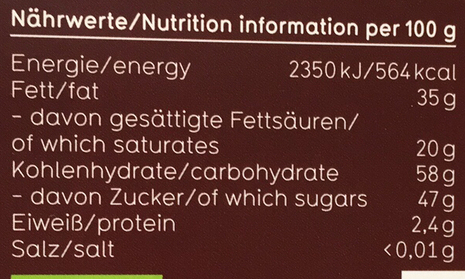 Nährwerte/Nutrition information per 100 g
Energie/energy 2350 kJ/564 kcal
Fett/fat 35 g
- davon gesättigte Fettsäuren/
of which saturates 20 g
Kohlenhydrate/carbohydrate 58 g
- davon Zucker/of which sugars 47 g
Eiweiß/protein 2,4 g
Salz/salt <0,01 g